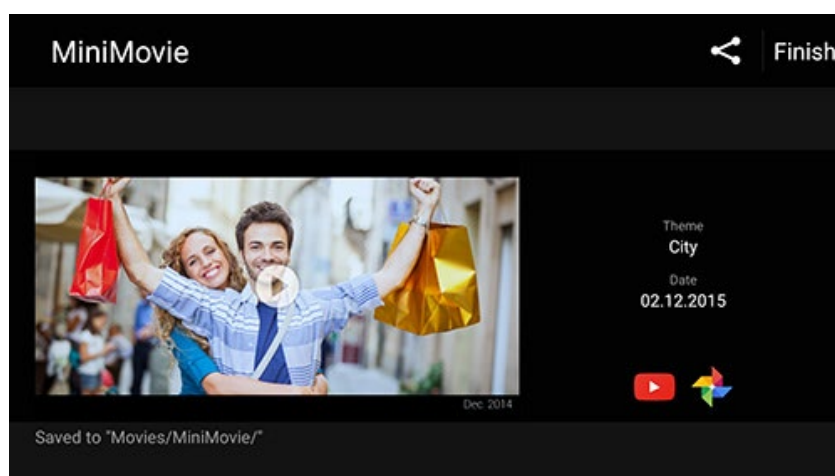 MiniMovie
Finish
Theme
City
Date
02.12.2015
Dec 2014
Saved to "Movies/MiniMovie/"